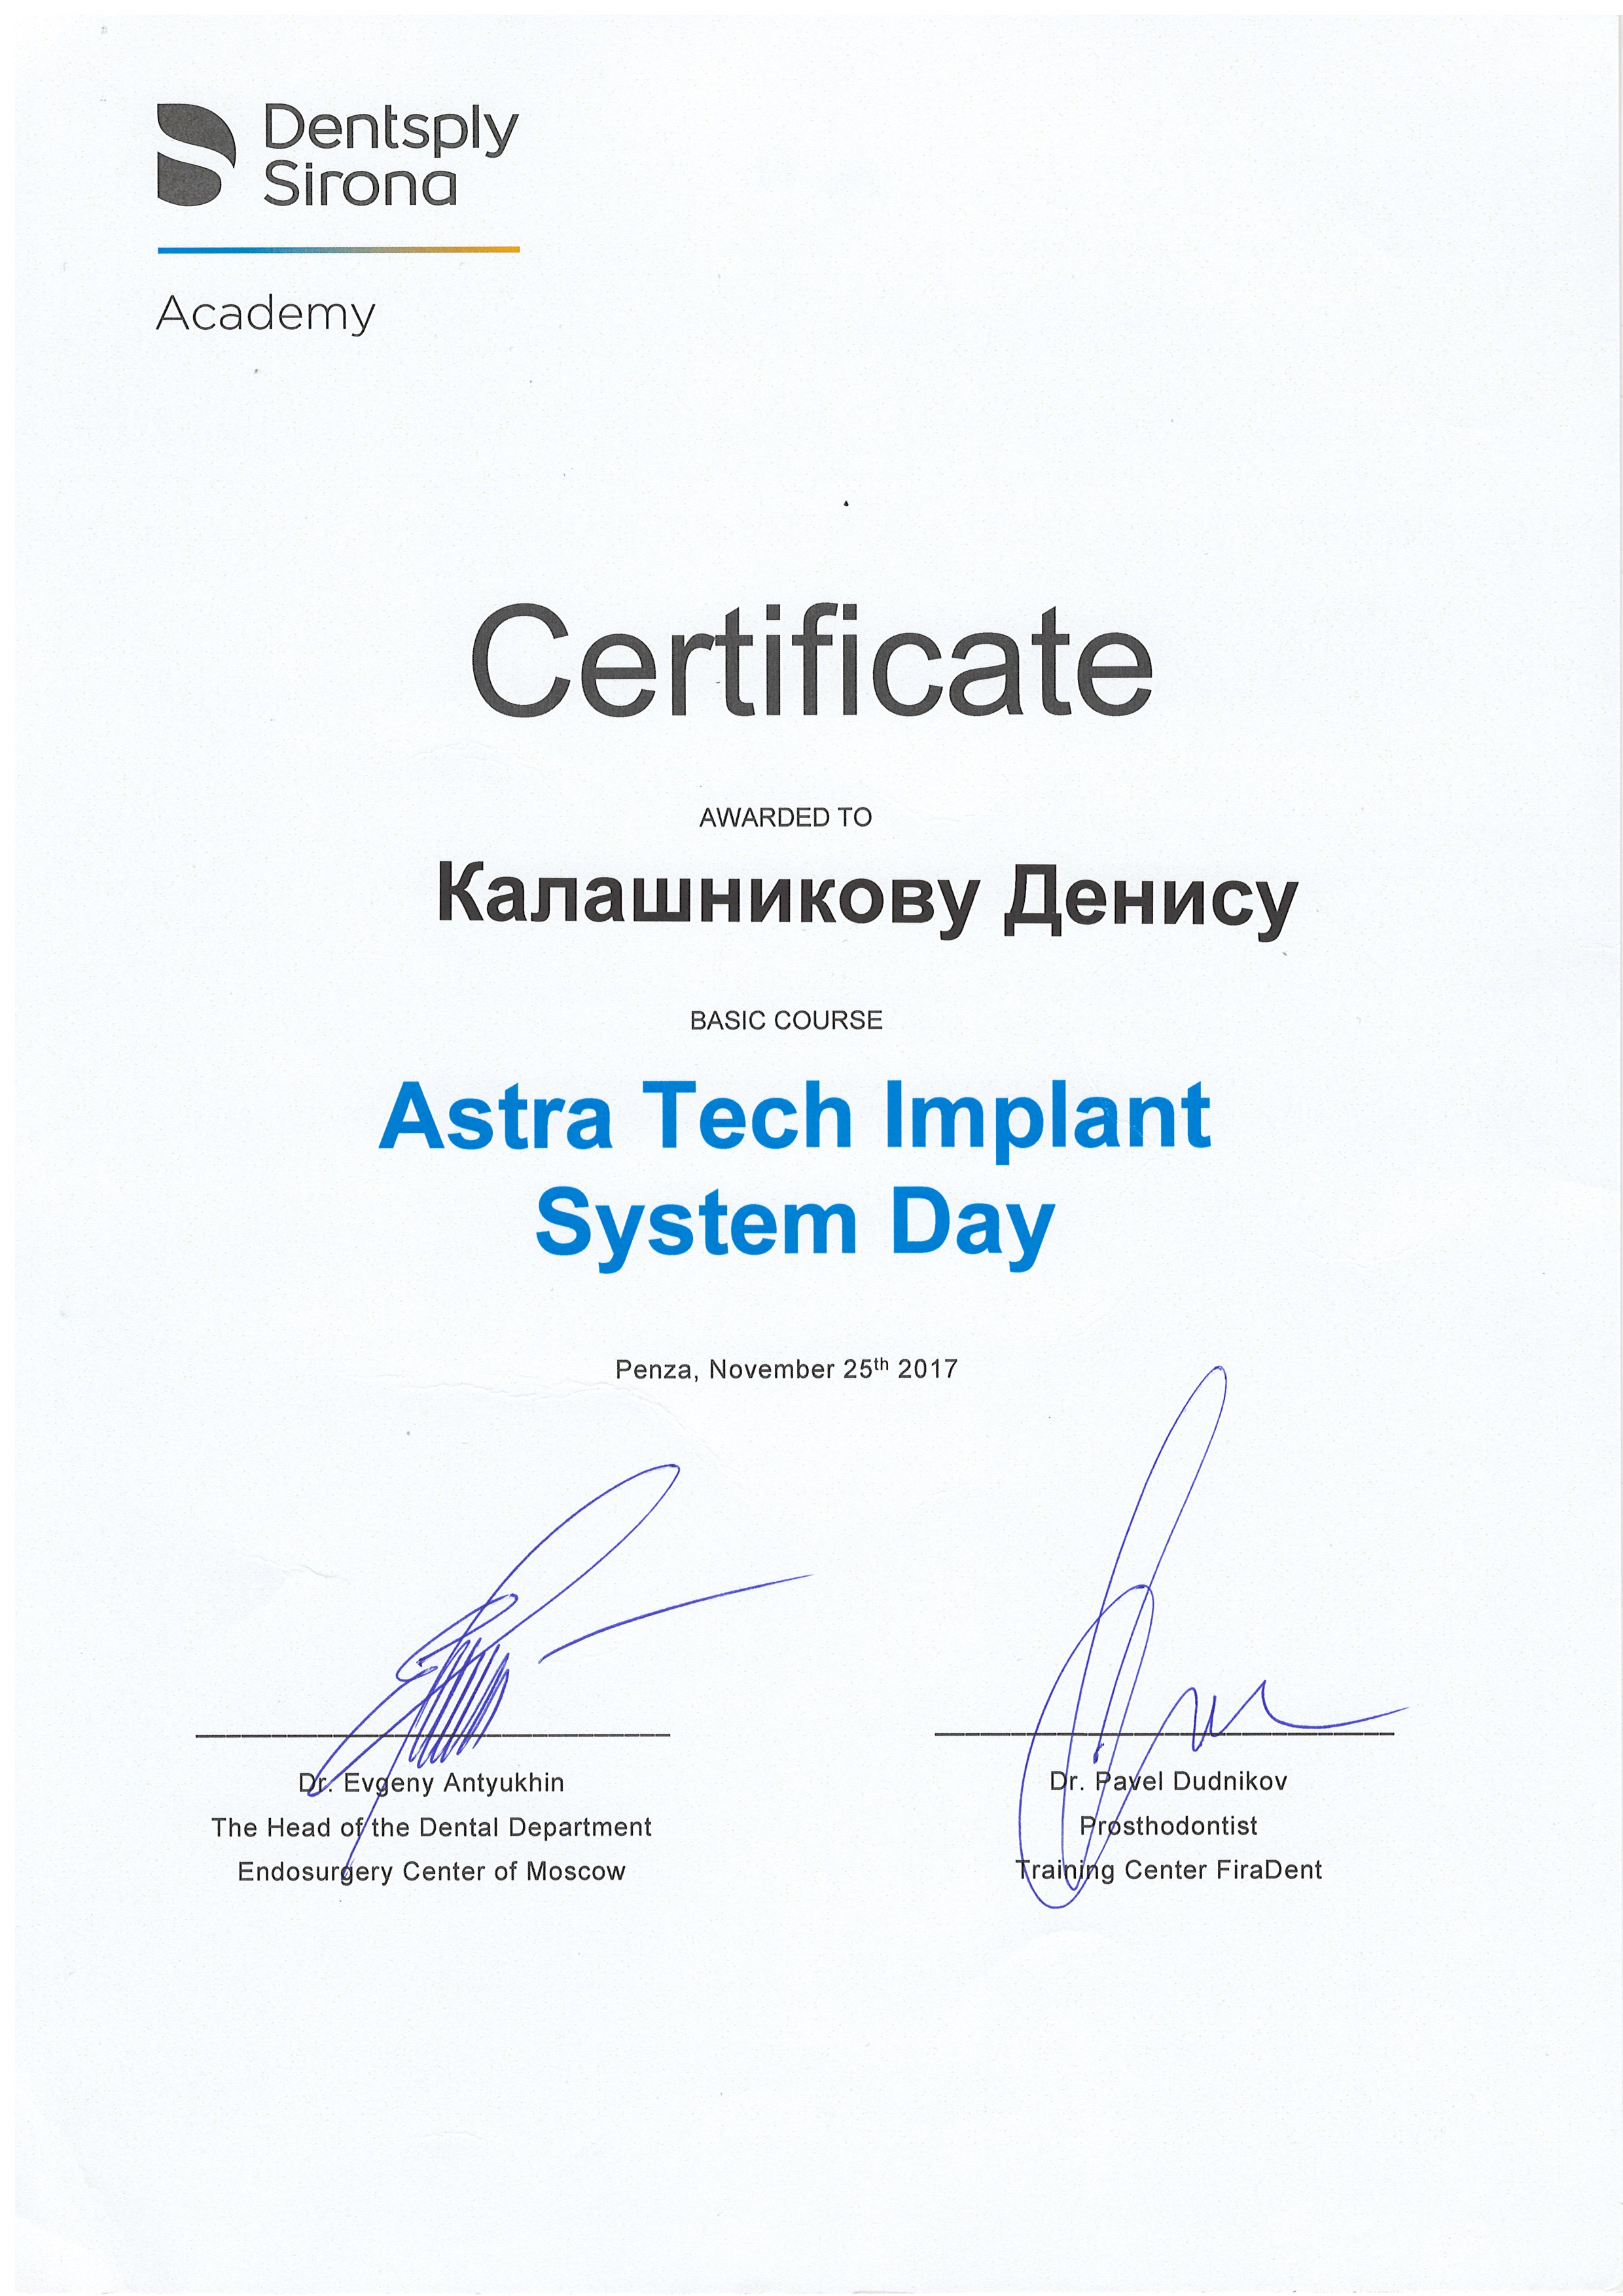 Dentsply
Sirona
Academy
Certificate
AWARDED TO
Калашникову Денису
BASIC COURSE
Astra Tech Implant
System Day
Penza, November 25th 2017
Dr. Evgeny Antyukhin
The Head of the Dental Department
Endosurgery Center of Moscow
Dr. Pavel Dudnikov
Prosthodontist
Training Center FiraDent